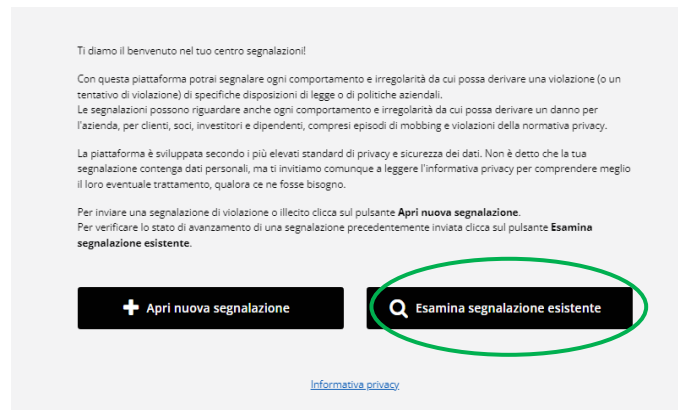 Ti diamo il benvenuto nel tuo centro segnalazioni!
Con questa piattaforma potrai segnalare ogni comportamento e irregolarità da cui possa derivare una violazione (o un
tentativo di violazione) di specifiche disposizioni di legge o di politiche aziendali.
Le segnalazioni possono riguardare anche ogni comportamento e irregolarità da cui possa derivare un danno per
l'azienda, per clienti, soci, investitori e dipendenti, compresi episodi di mobbing e violazioni della normativa privacy.
La piattaforma è sviluppata secondo i più elevati standard di privacy e sicurezza dei dati. Non è detto che la tua
segnalazione contenga dati personali, ma ti invitiamo comunque a leggere l'informativa privacy per comprendere meglio
il loro eventuale trattamento, qualora ce ne fosse bisogno.
Per inviare una segnalazione di violazione o illecito clicca sul pulsante Apri nuova segnalazione.
Per verificare lo stato di avanzamento di una segnalazione precedentemente inviata clicca sul pulsante Esamina
segnalazione esistente.
Apri nuova segnalazione
Esamina segnalazione esistente
Informativa privacy